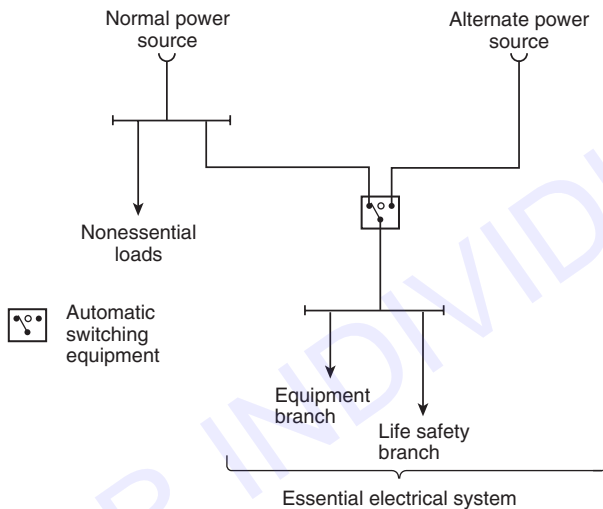 Normal power
source
Alternate power
source
Nonessential
loads
Automatic
switching
equipment
Equipment
branch
Life safety
branch
Essential electrical system